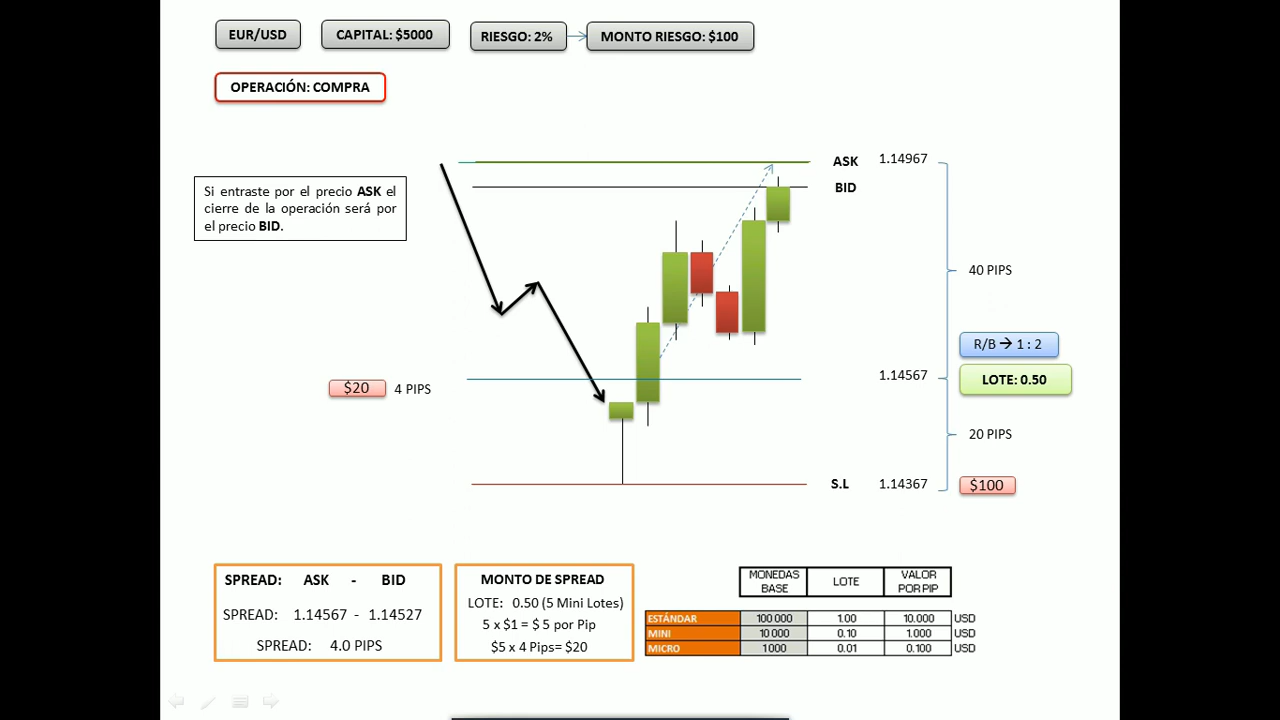 EUR/USD
CAPITAL: $5000
RIESGO: 2%
MONTO RIESGO: $100
OPERACIÓN: COMPRA
ASK 1.14967
BID
Si entraste por el precio ASK el
cierre de la operación será por
el precio BID.
40 PIPS
R/B → 1 : 2
1.14567
LOTE: 0.50
$20 4 PIPS
20 PIPS
S.L 1.14367
$100
SPREAD: ASK - BID
SPREAD: 1.14567 - 1.14527
SPREAD: 4.0 PIPS
MONTO DE SPREAD
LOTE: 0.50 (5 Mini Lotes)
5 x $1 = $ 5 por Pip
$5 x 4 Pips= $20
MONEDAS
BASE
LOTE
VALOR
POR PIP
ESTÁNDAR 100 000 1.00 10.000 USD
MINI 10 000 0.10 1.000 USD
MICRO 1 000 0.01 0.100 USD